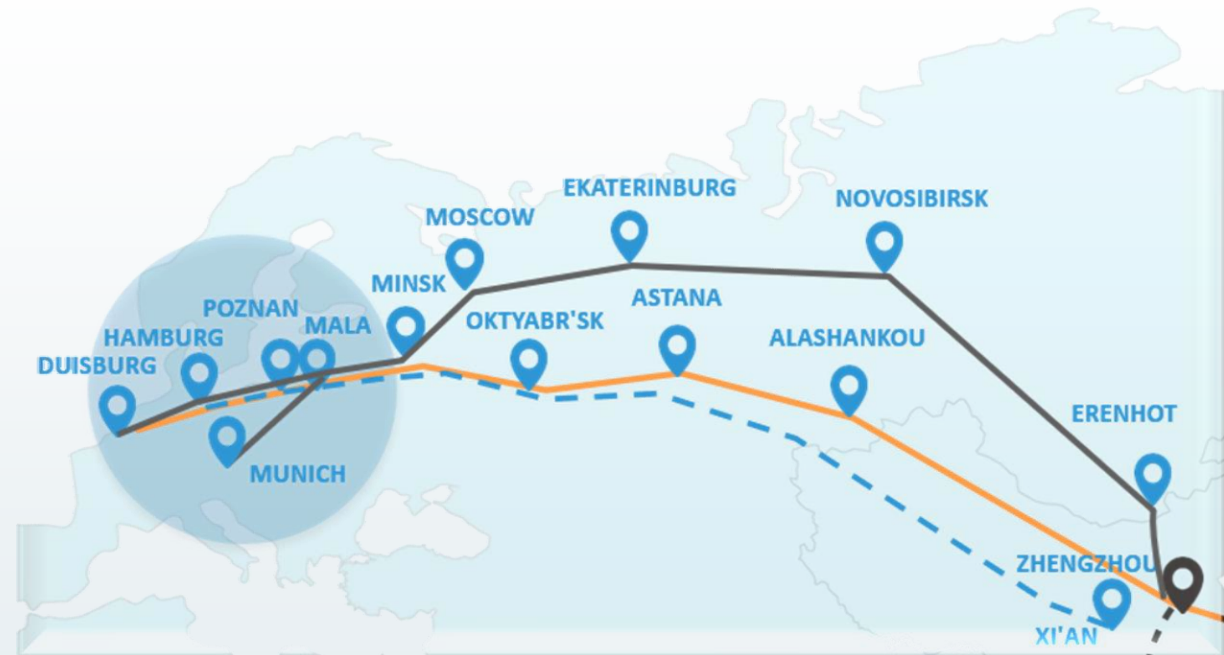 EKATERINBURG
NOVOSIBIRSK
MOSCOW
MINSK
ASTANA
POZNAN
MALA
OKTYABR'SK
HAMBURG
ALASHANKOU
DUISBURG
ERENHOT
MUNICH
ZHENGZHOU
XI'AN